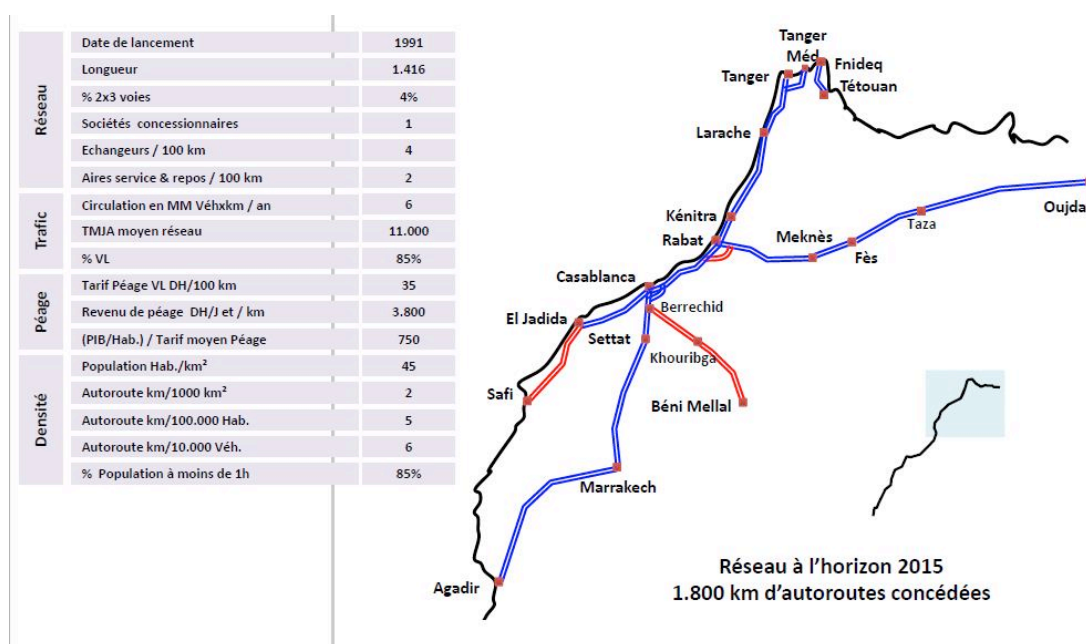 Réseau
Date de lancement 1991
Longueur 1.416
% 2x3 voies 4%
Sociétés concessionnaires 1
Echangeurs / 100 km 4
Aires service & repos / 100 km 2
Trafic
Circulation en MM Véhxkm / an 6
TMJA moyen réseau 11.000
% VL 85%
Péage
Tarif Péage VL DH/100 km 35
Revenu de péage DH/J et / km 3.800
(PIB/Hab.) / Tarif moyen Péage 750
Densité
Population Hab./km² 45
Autoroute km/1000 km² 2
Autoroute km/100.000 Hab. 5
Autoroute km/10.000 Véh. 6
% Population à moins de 1h 85%
Tanger
Méd
Fnideq
Tanger
Tétouan
Larache
Kénitra
Rabat
Meknès
Fès
Taza
Oujda
Casablanca
Berrechid
El Jadida
Settat
Khouribga
Safi
Béni Mellal
Marrakech
Agadir
Réseau à l’horizon 2015
1.800 km d’autoroutes concédées